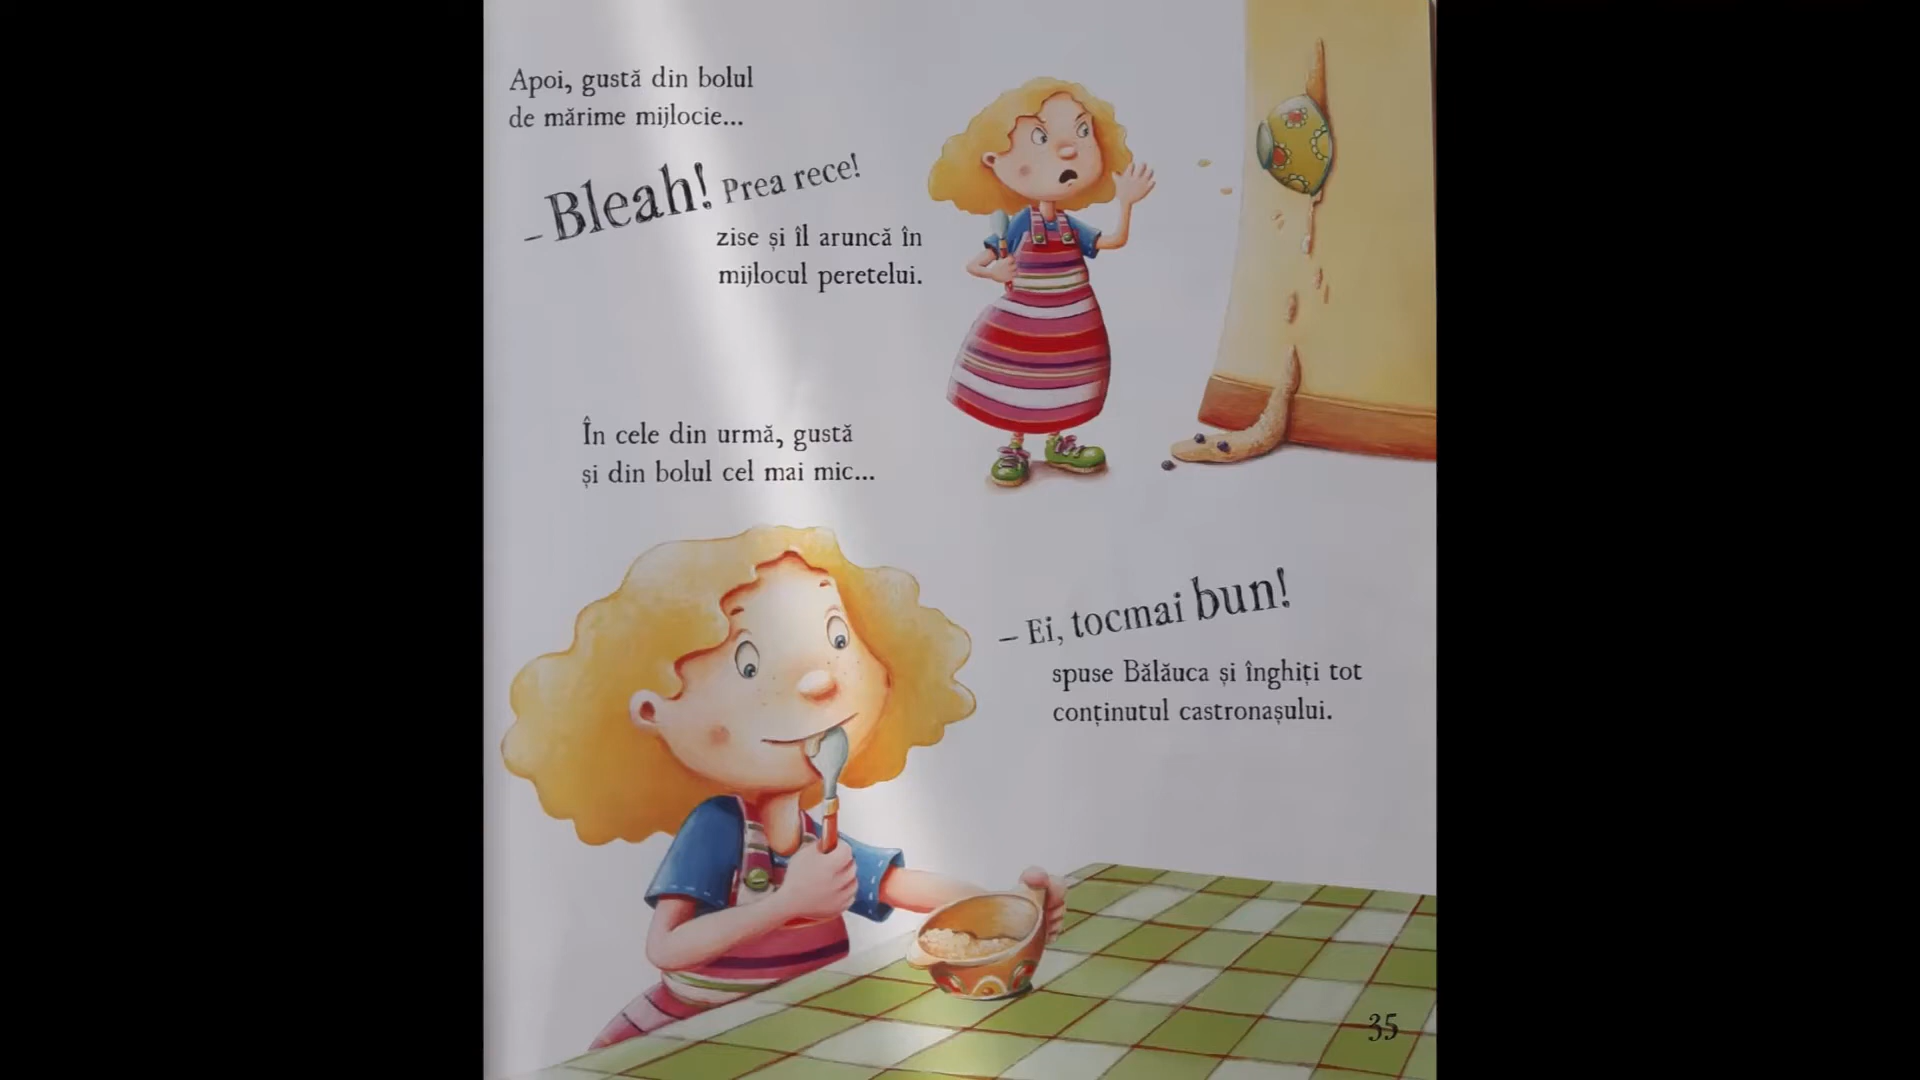 Apoi, gustă din bolul
de mărime mijlocie...
– Bleah! Prea rece!
zise și îl aruncă în
mijlocul peretelui.
În cele din urmă, gustă
și din bolul cel mai mic...
– Ei, tocmai bun!
spuse Bălăuca și înghiți tot
conținutul castronașului.
35